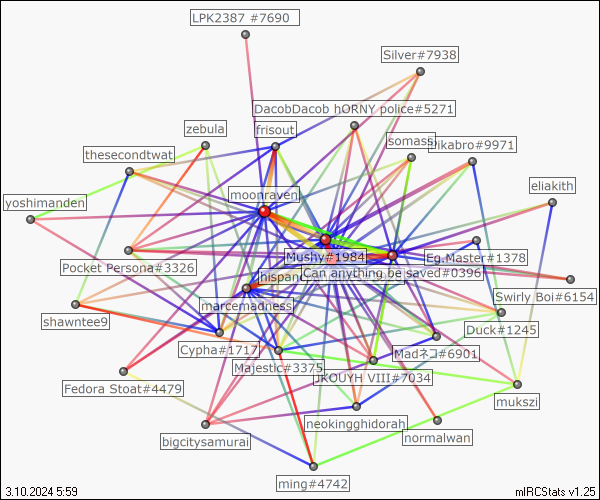 LPK2387 #7690
Silver#7938
DacobDacob hORNY police#5271
zebula
frisout
somass
Vikabro#9971
thesecondtwat
eliakith
moonraven
yoshimanden
Mushy#1984
Eg.Master#1378
Pocket Persona#3326
hispan
Can anything be saved#0396
Swirly Boi#6154
marcemadness
shawntee9
Duck#1245
Cypha#1717
Madネコ#6901
Majestic#3375
JKOUYH VIII#7034
Fedora Stoat#4479
mukszi
neokingghidorah
normalwan
bigcitysamurai
ming#4742
3.10.2024 5:59
mIRCStats v1.25